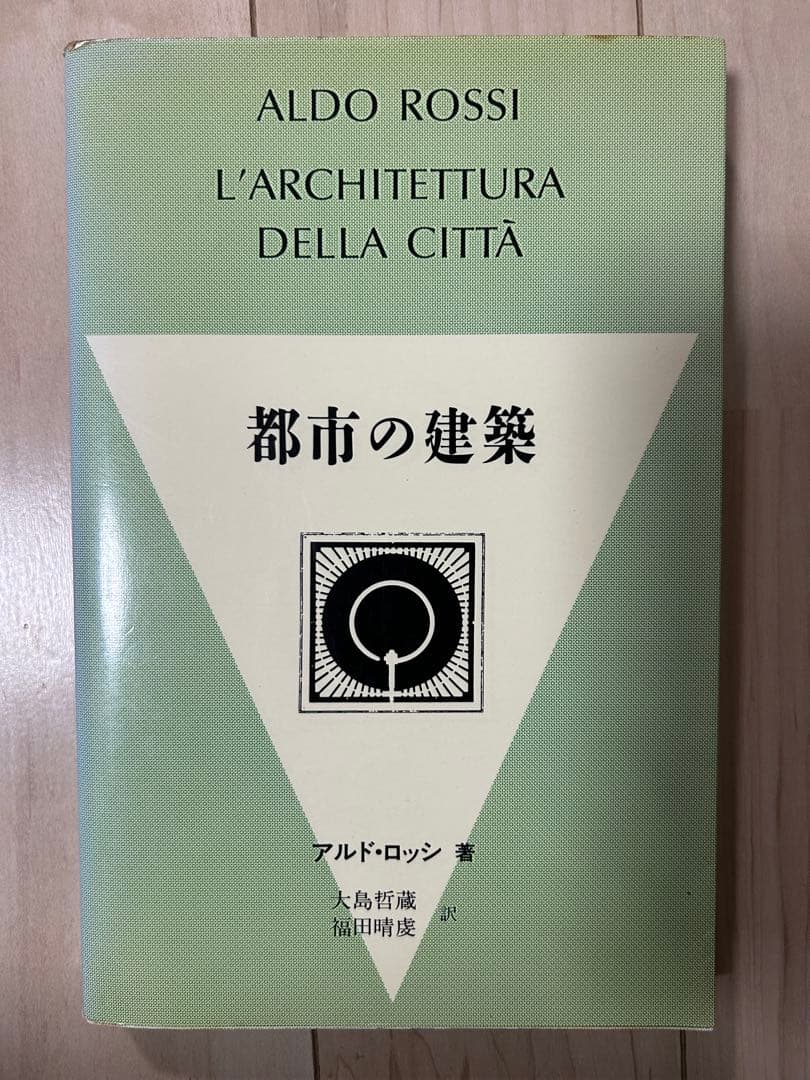 ALDO ROSSI
L'ARCHITETTURA
DELLA CITTÀ
都市の建築
アルド・ロッシ 著
大島哲蔵
福田晴虔
訳